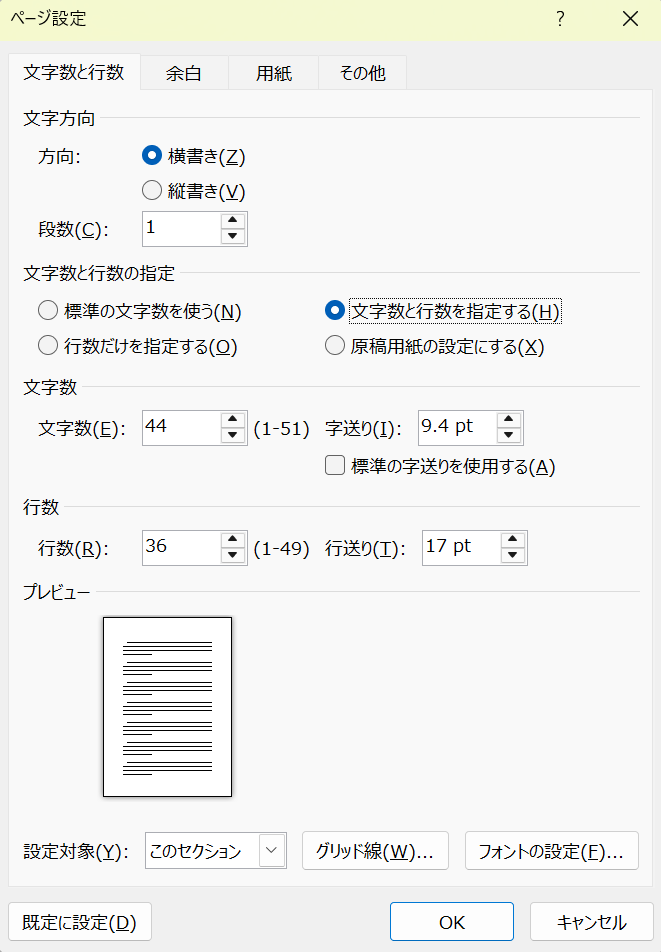 ページ設定 ?
文字数と行数 余白 用紙 その他
文字方向
方向: 横書き(Z)
縦書き(V)
段数(C): 1
文字数と行数の指定
標準の文字数を使う(N) 文字数と行数を指定する(H)
行数だけを指定する(O) 原稿用紙の設定にする(X)
文字数
文字数(E): 44 (1-51) 字送り(I): 9.4 pt
標準の字送りを使用する(A)
行数
行数(R): 36 (1-49) 行送り(T): 17 pt
プレビュー
設定対象(Y): このセクション グリッド線(W)... フォントの設定(F)...
既定に設定(D) OK キャンセル